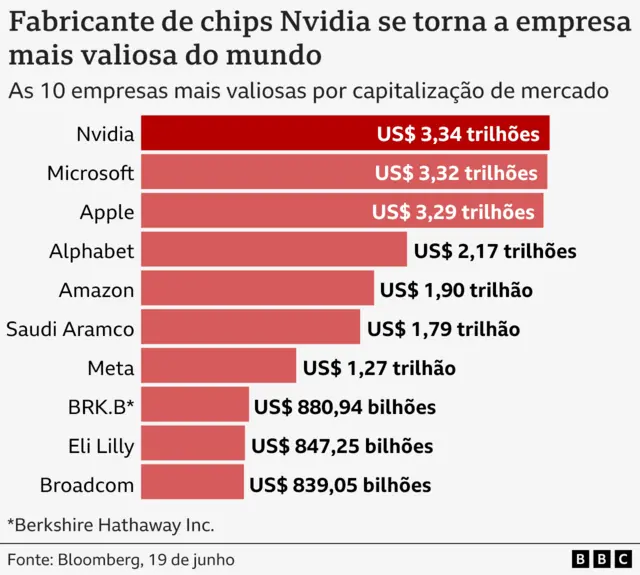 Fabricante de chips Nvidia se torna a empresa
mais valiosa do mundo
As 10 empresas mais valiosas por capitalização de mercado
Nvidia US$ 3,34 trilhões
Microsoft US$ 3,32 trilhões
Apple US$ 3,29 trilhões
Alphabet US$ 2,17 trilhões
Amazon US$ 1,90 trilhão
Saudi Aramco US$ 1,79 trilhão
Meta US$ 1,27 trilhão
BRK.B* US$ 880,94 bilhões
Eli Lilly US$ 847,25 bilhões
Broadcom US$ 839,05 bilhões
*Berkshire Hathaway Inc.
Fonte: Bloomberg, 19 de junho BBC